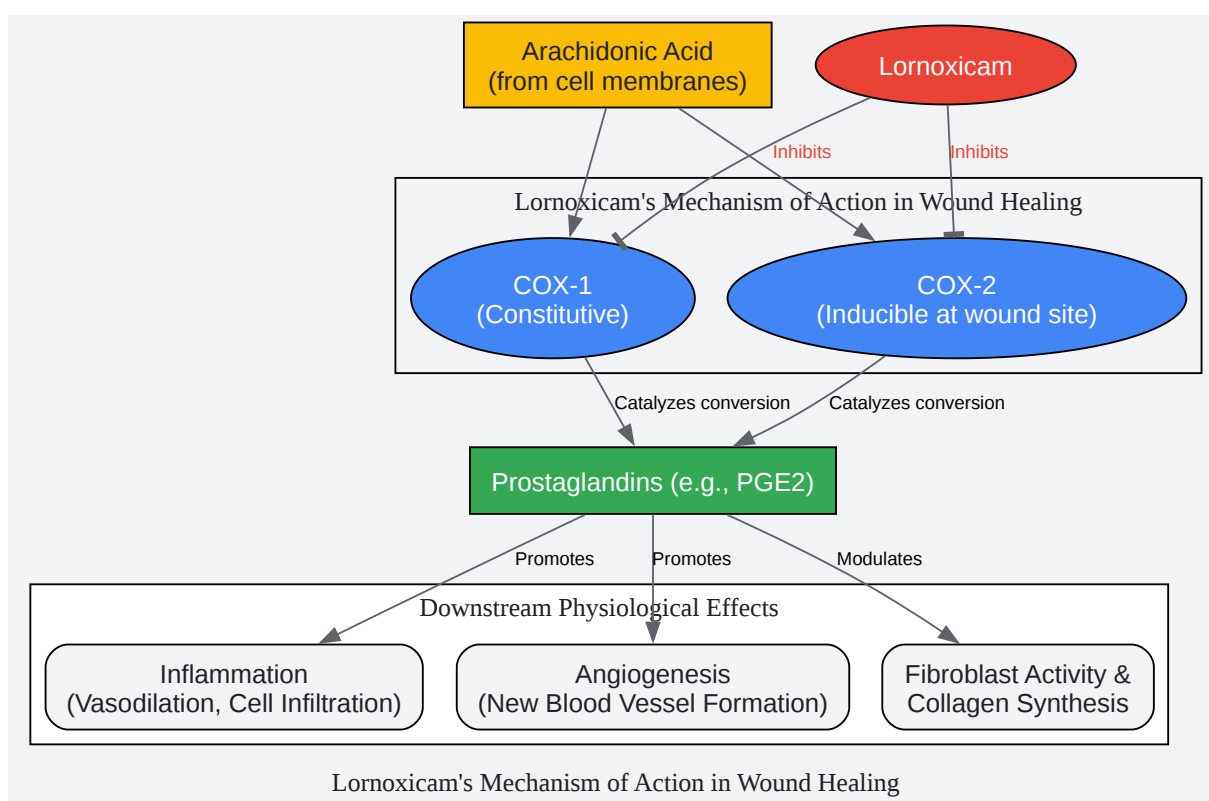 Arachidonic Acid
(from cell membranes)
Lornoxicam
Inhibits
Inhibits
Lornoxicam's Mechanism of Action in Wound Healing
COX-1
(Constitutive)
COX-2
(Inducible at wound site)
Catalyzes conversion
Catalyzes conversion
Prostaglandins (e.g., PGE2)
Promotes
Promotes
Modulates
Downstream Physiological Effects
Inflammation
(Vasodilation, Cell Infiltration)
Angiogenesis
(New Blood Vessel Formation)
Fibroblast Activity &
Collagen Synthesis
Lornoxicam's Mechanism of Action in Wound Healing